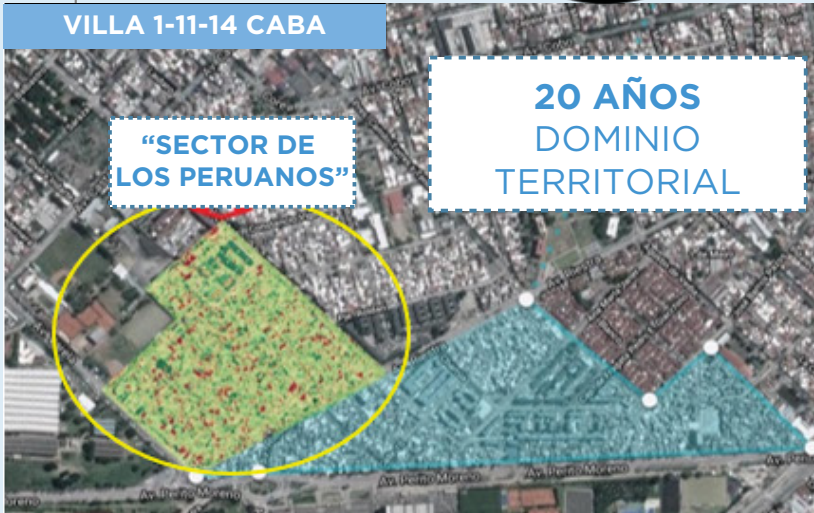 VILLA 1-11-14 CABA
20 AÑOS
DOMINIO
TERRITORIAL
“SECTOR DE
LOS PERUANOS”
Av. Perito Moreno
Av. Perito Moreno